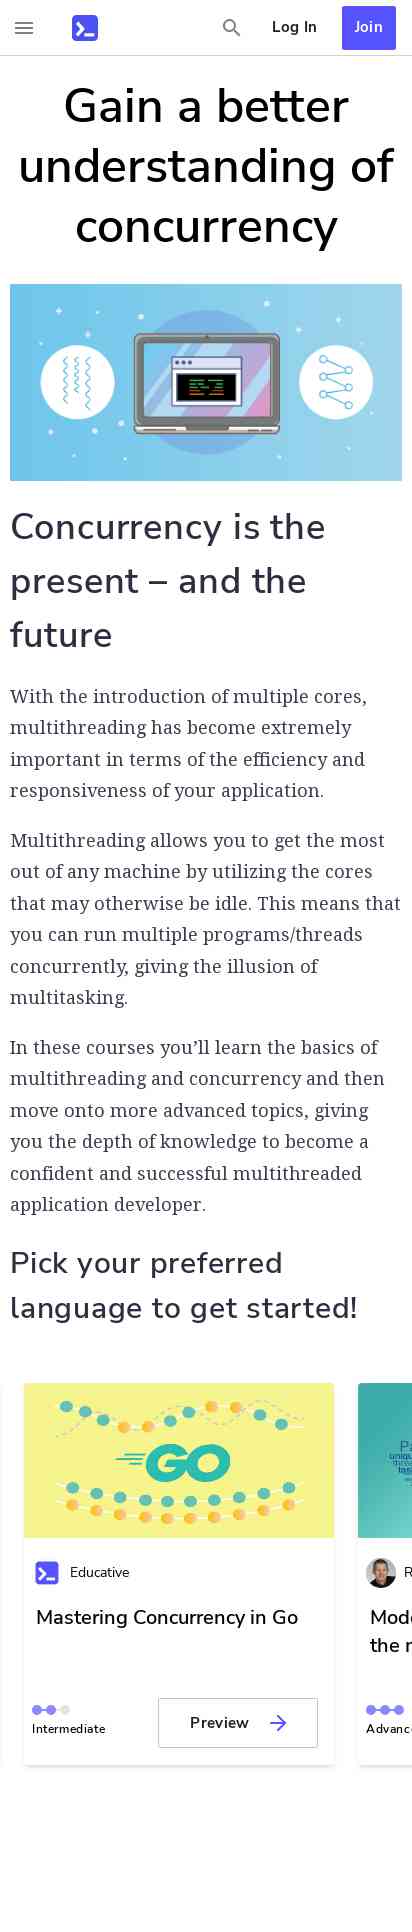 Log In
Join
Gain a better
understanding of
concurrency
Concurrency is the
present – and the
future
With the introduction of multiple cores,
multithreading has become extremely
important in terms of the efficiency and
responsiveness of your application.
Multithreading allows you to get the most
out of any machine by utilizing the cores
that may otherwise be idle. This means that
you can run multiple programs/threads
concurrently, giving the illusion of
multitasking.
In these courses you’ll learn the basics of
multithreading and concurrency and then
move onto more advanced topics, giving
you the depth of knowledge to become a
confident and successful multithreaded
application developer.
Pick your preferred
language to get started!
GO
Educative
Mastering Concurrency in Go
Intermediate
Preview
the